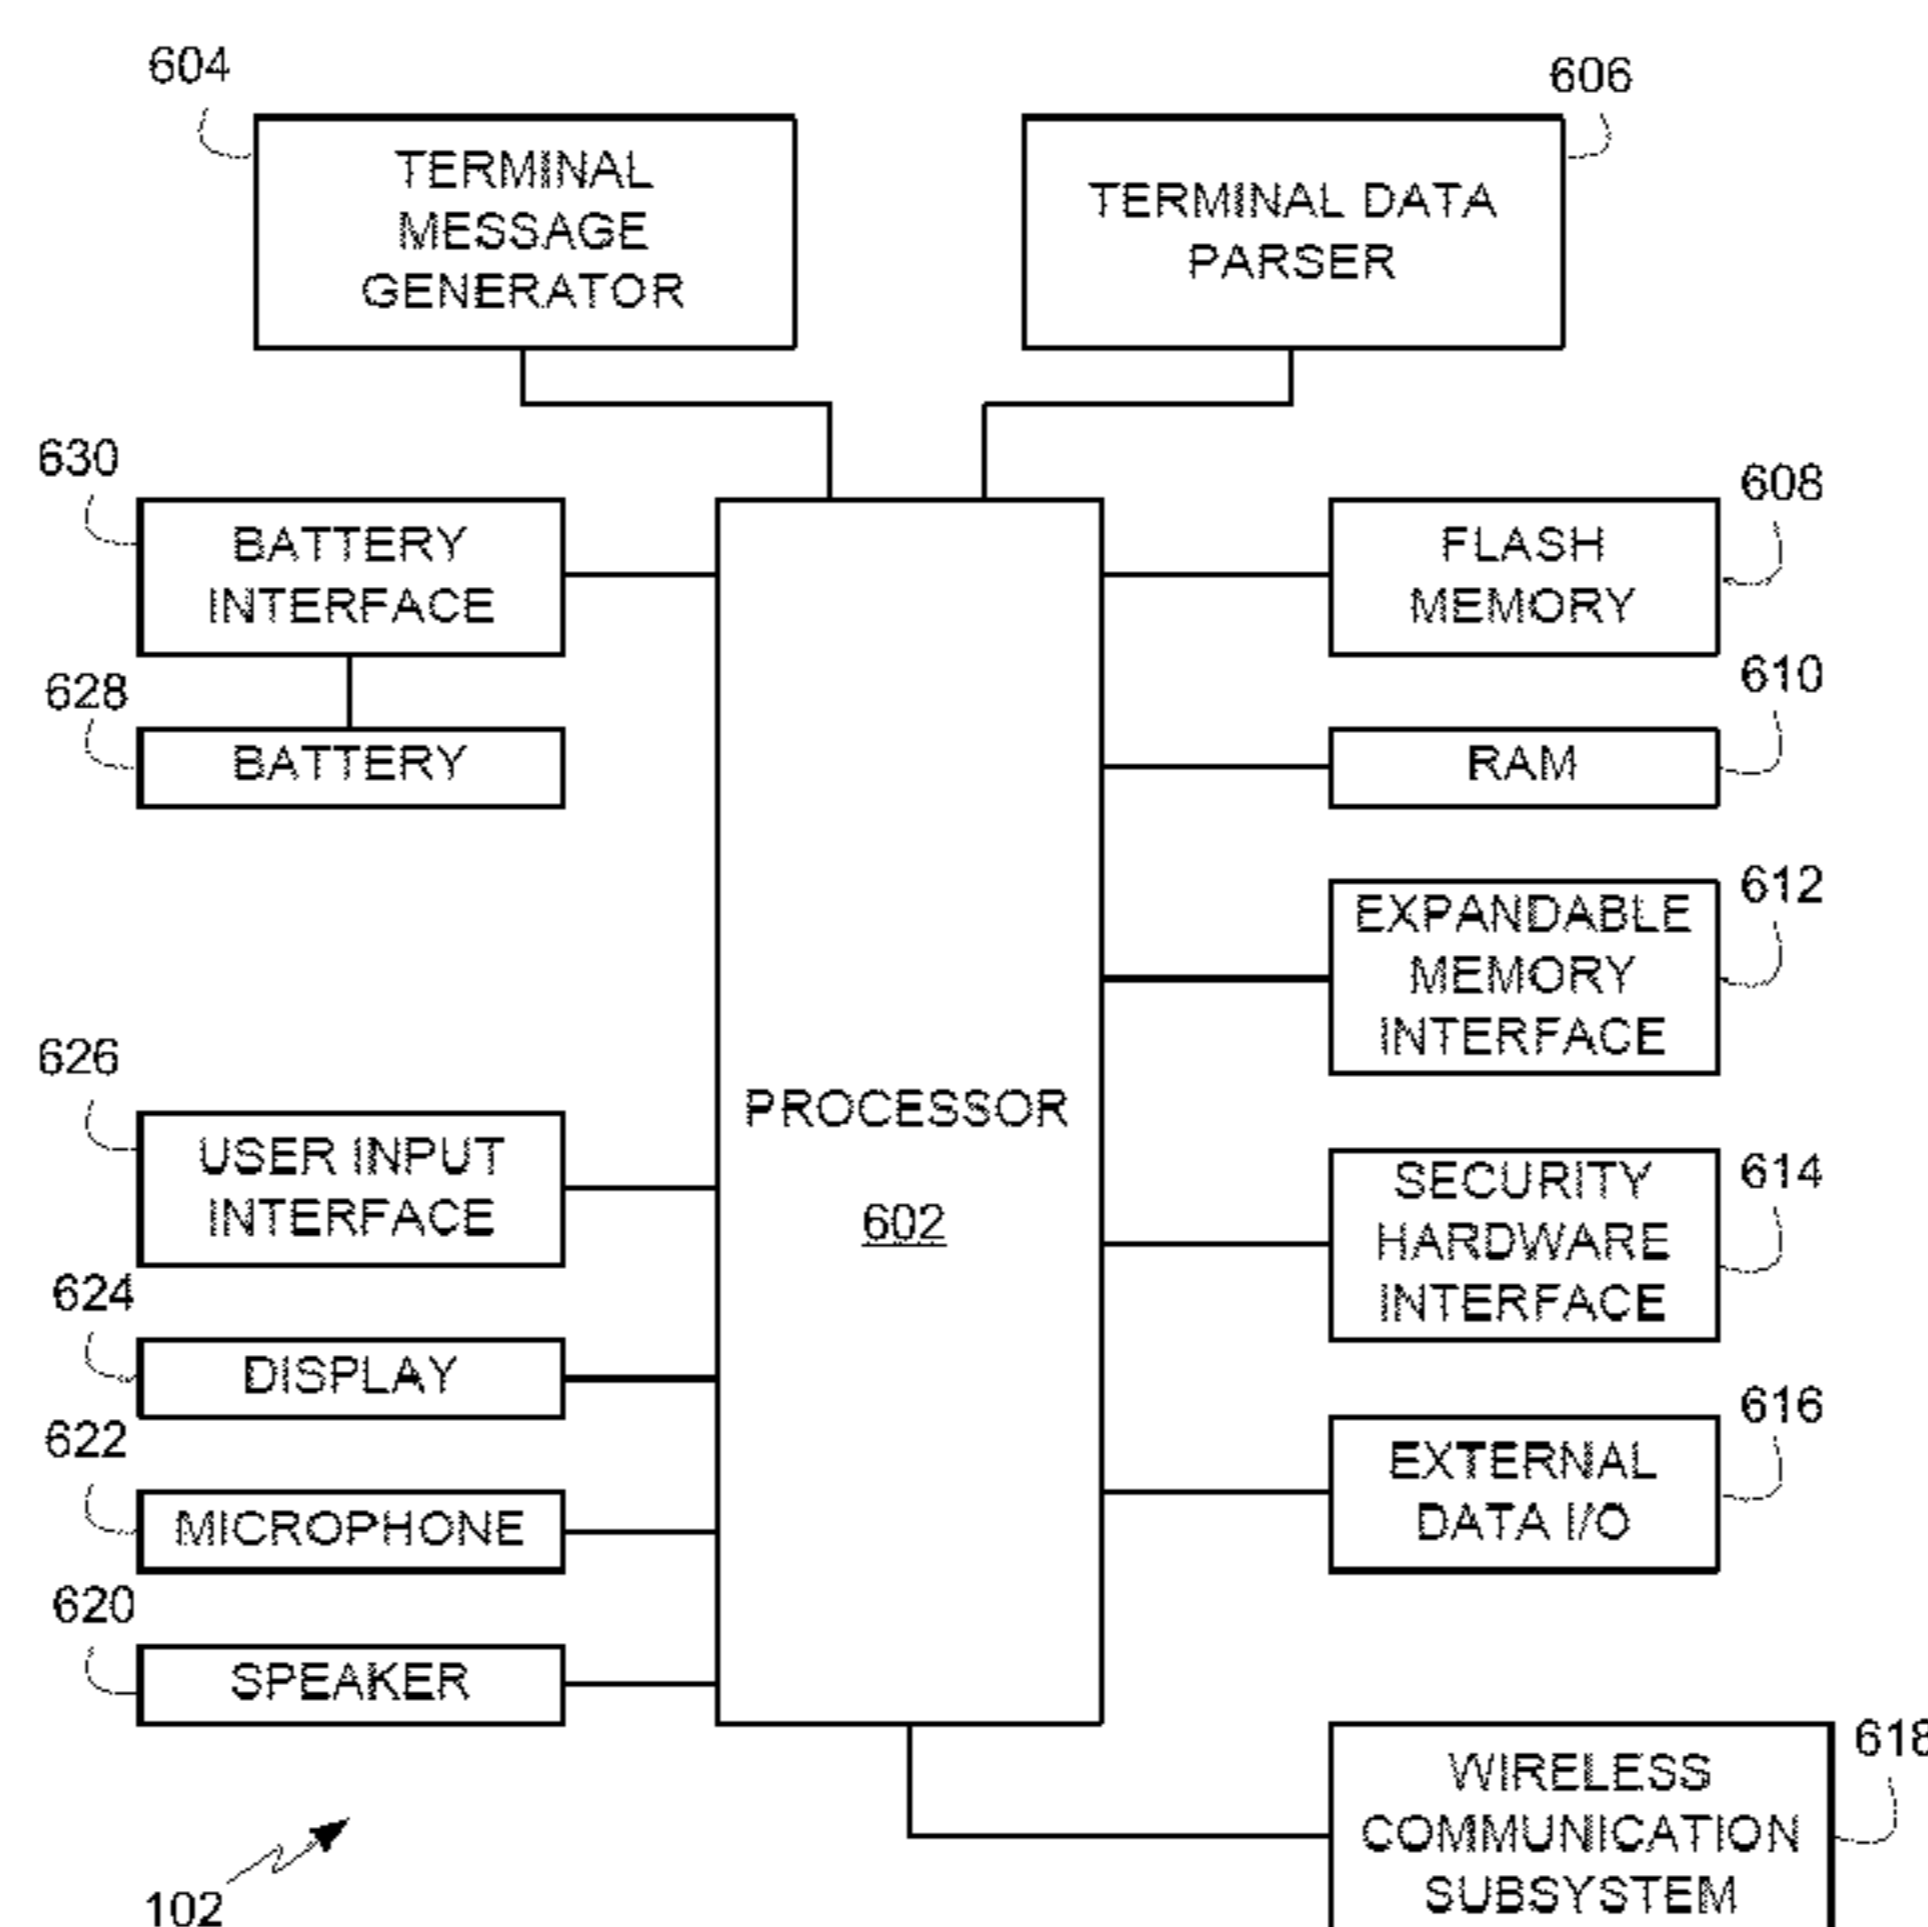 604
606
TERMINAL
MESSAGE
GENERATOR
TERMINAL DATA
PARSER
630
BATTERY
INTERFACE
608
FLASH
MEMORY
628
BATTERY
610
RAM
612
EXPANDABLE
MEMORY
INTERFACE
626
USER INPUT
INTERFACE
PROCESSOR
602
614
SECURITY
HARDWARE
INTERFACE
624
DISPLAY
622
MICROPHONE
616
EXTERNAL
DATA I/O
620
SPEAKER
618
WIRELESS
COMMUNICATION
SUBSYSTEM
102